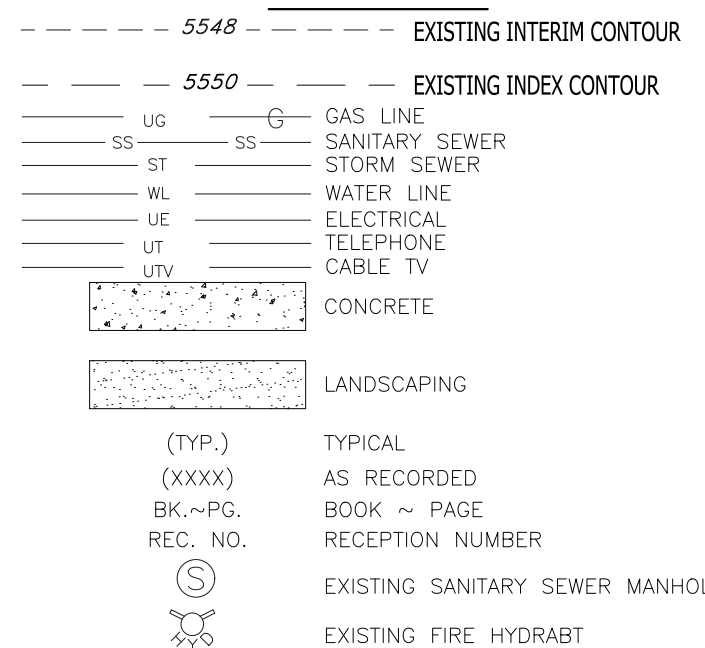 5548 EXISTING INTERIM CONTOUR
5550 EXISTING INDEX CONTOUR
UG G GAS LINE
SS SS SANITARY SEWER
ST STORM SEWER
WL WATER LINE
UE ELECTRICAL
UT TELEPHONE
UTV CABLE TV
CONCRETE
LANDSCAPING
(TYP.) TYPICAL
(XXXX) AS RECORDED
BK.~PG. BOOK ~ PAGE
REC. NO. RECEPTION NUMBER
S EXISTING SANITARY SEWER MANHOL
HYD EXISTING FIRE HYDRABT